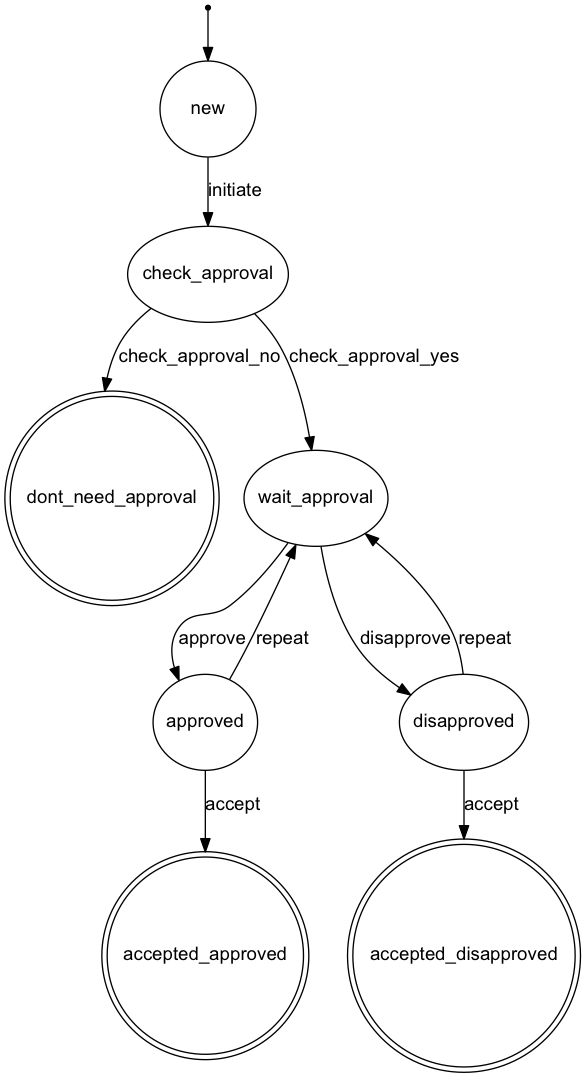 new
initiate
check_approval
check_approval_no
check_approval_yes
dont_need_approval
wait_approval
approve
repeat
disapprove
repeat
approved
disapproved
accept
accept
accepted_approved
accepted_disapproved